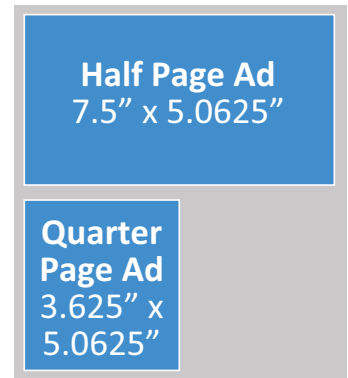 Half Page Ad
7.5” x 5.0625”
Quarter
Page Ad
3.625” x
5.0625”